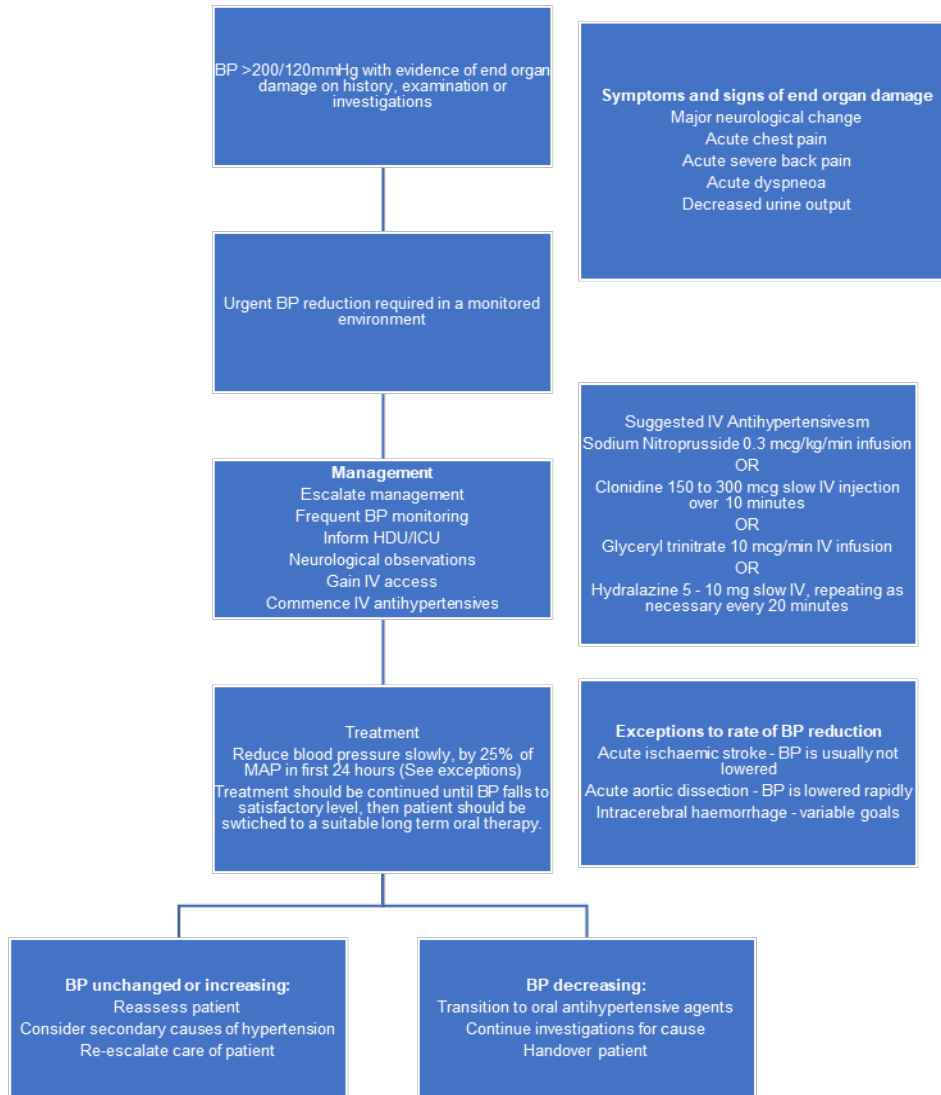 BP >200/120mmHg with evidence of end organ
damage on history, examination or
investigations
Symptoms and signs of end organ damage
Major neurological change
Acute chest pain
Acute severe back pain
Acute dyspneoa
Decreased urine output
Urgent BP reduction required in a monitored
environment
Management
Escalate management
Frequent BP monitoring
Inform HDU/ICU
Neurological observations
Gain IV access
Commence IV antihypertensives
Suggested IV Antihypertensivesm
Sodium Nitroprusside 0.3 mcg/kg/min infusion
OR
Clonidine 150 to 300 mcg slow IV injection
over 10 minutes
OR
Glyceryl trinitrate 10 mcg/min IV infusion
OR
Hydralazine 5 - 10 mg slow IV, repeating as
necessary every 20 minutes
Treatment
Reduce blood pressure slowly, by 25% of
MAP in first 24 hours (See exceptions)
Treatment should be continued until BP falls to
satisfactory level, then patient should be
swtiched to a suitable long term oral therapy.
Exceptions to rate of BP reduction
Acute ischaemic stroke - BP is usually not
lowered
Acute aortic dissection - BP is lowered rapidly
Intracerebral haemorrhage - variable goals
BP unchanged or increasing:
Reassess patient
Consider secondary causes of hypertension
Re-escalate care of patient
BP decreasing:
Transition to oral antihypertensive agents
Continue investigations for cause
Handover patient